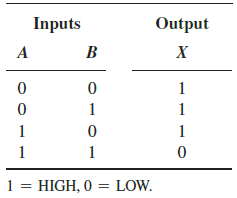 Inputs Output
A B X
0 0 1
0 1 1
1 0 1
1 1 0
1 = HIGH, 0 = LOW.